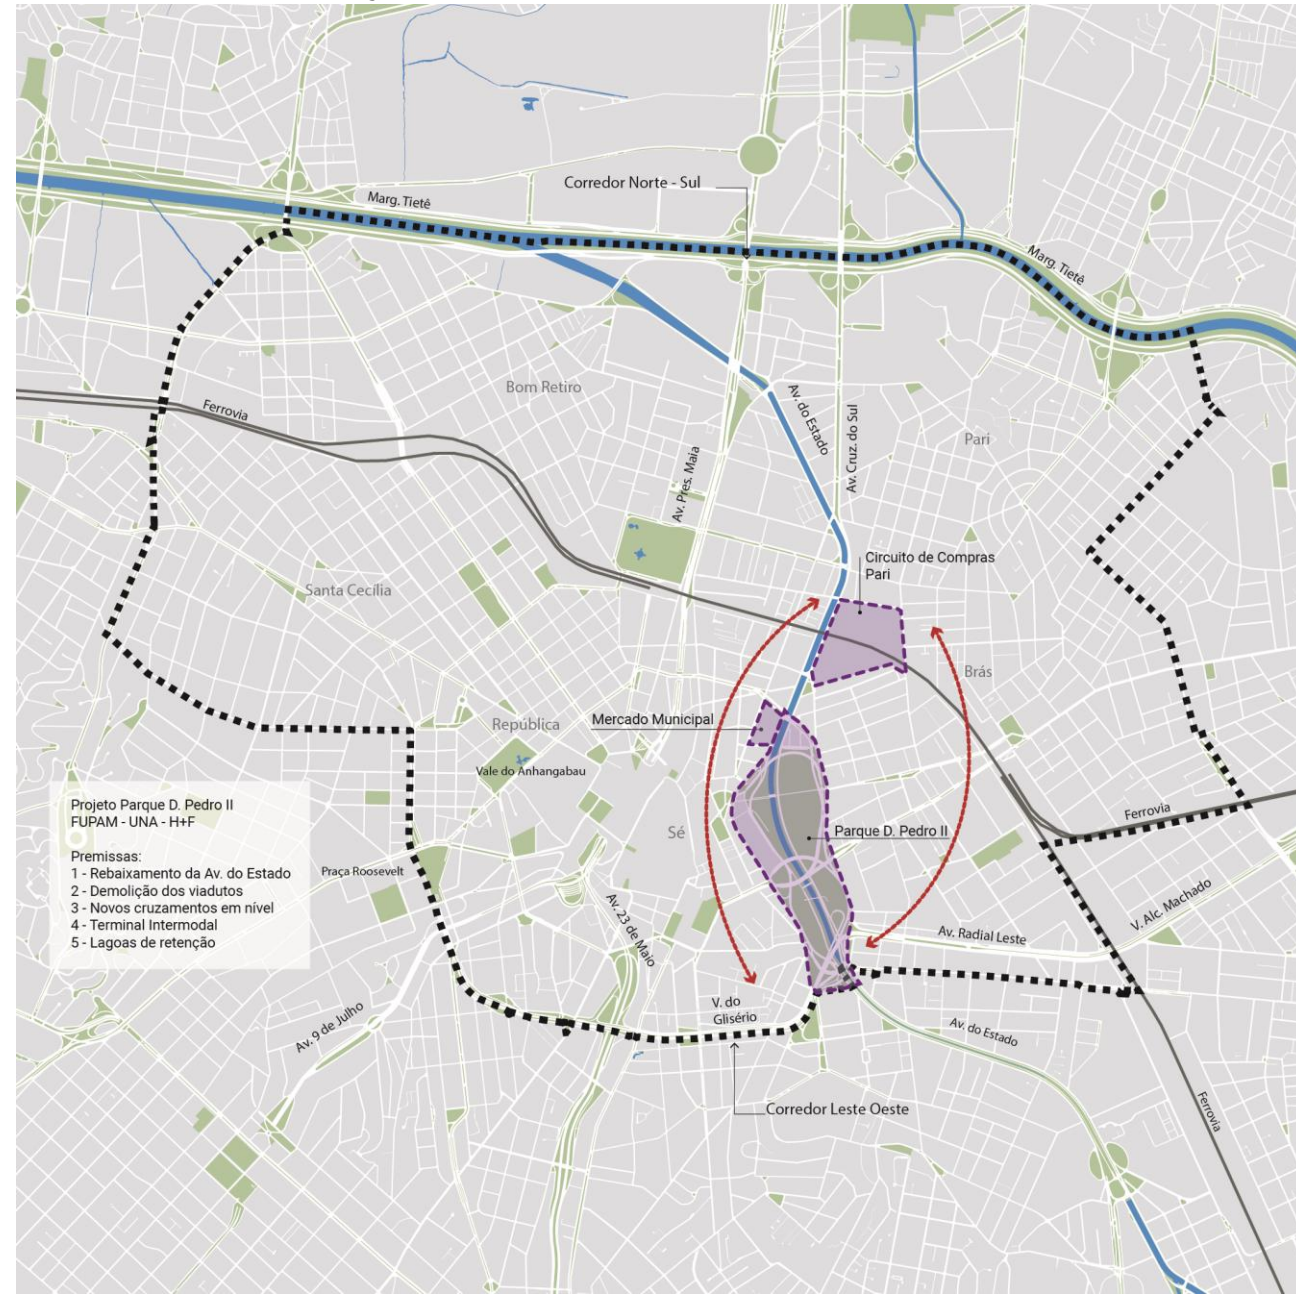 Corredor Norte - Sul
Marg. Tietê
Marg. Tietê
Bom Retiro
Ferrovia
Av. do Estado
Av. Cruz. do Sul
Pari
Av. Pres. Maia
Circuito de Compras
Pari
Santa Cecília
Brás
República
Mercado Municipal
Vale do Anhangabau
Projeto Parque D. Pedro II
FUPAM - UNA - H+F
Premissas:
1 - Rebaixamento da Av. do Estado
2 - Demolição dos viadutos
3 - Novos cruzamentos em nível
4 - Terminal Intermodal
5 - Lagoas de retenção
Sé
Parque D. Pedro II
Ferrovia
Praça Roosevelt
V. Alc. Machado
Av. 23 de Maio
Av. Radial Leste
V. do
Glisério
Av. 9 de Julho
Av. do Estado
Corredor Leste Oeste
Ferrovia